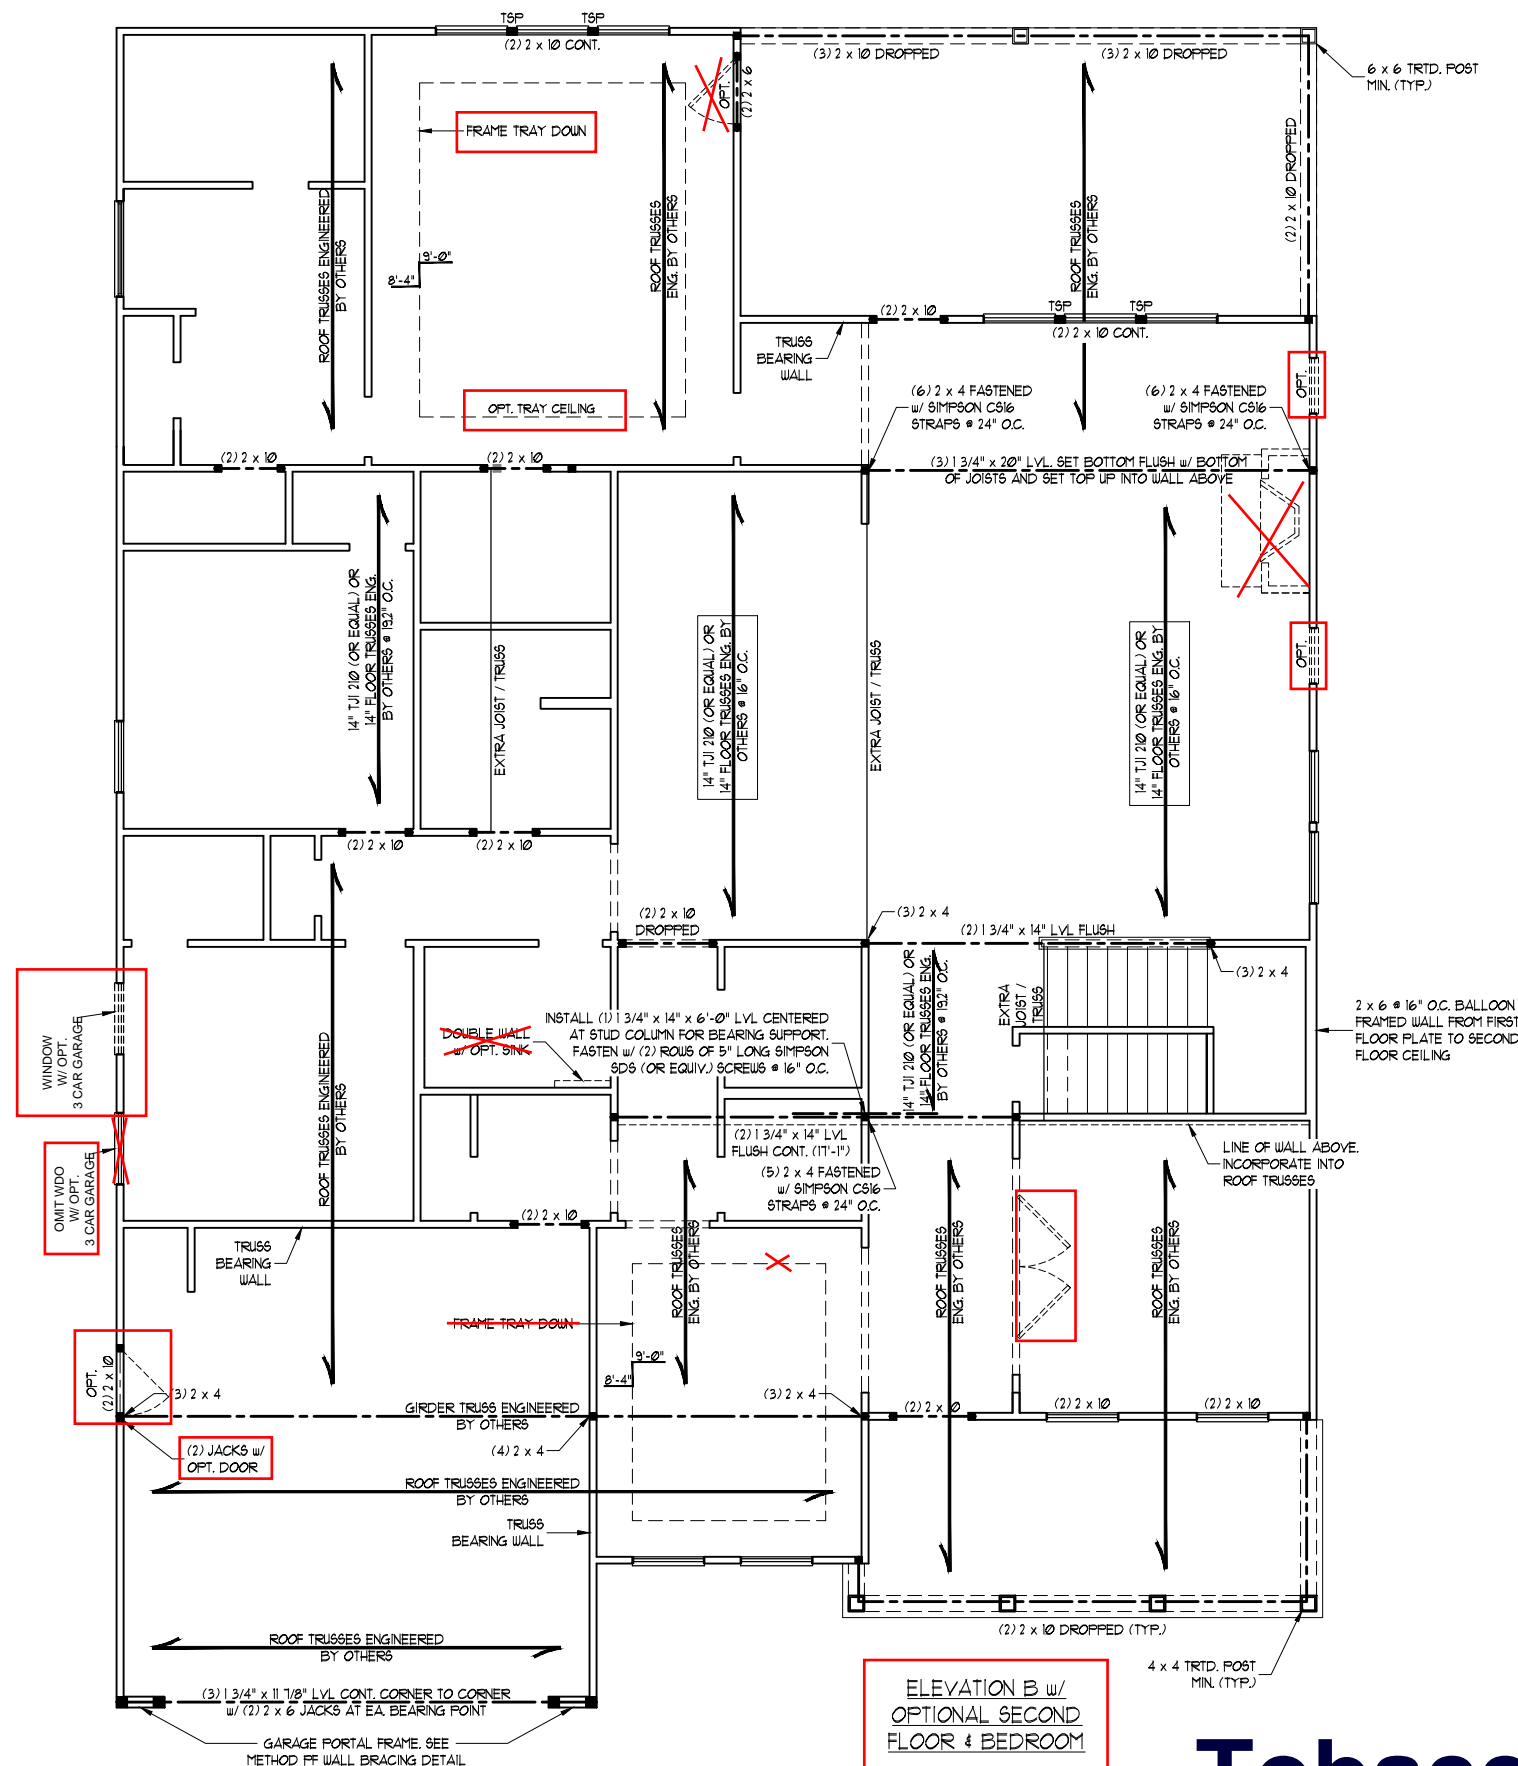 TSP
TSP
(2) 2 x 10 CONT.
(3) 2 x 10 DROPPED
(3) 2 x 10 DROPPED
6 x 6 TRTD. POST
MIN. (TYP.)
OPT.
(2) 2 x 6
FRAME TRAY DOWN
(2) 2 x 10 DROPPED
ROOF TRUSSES ENGINEERED
BY OTHERS
ROOF TRUSSES
ENG. BY OTHERS
ROOF TRUSSES
ENG. BY OTHERS
9'-0"
8'-4"
(2) 2 x 10
TSP
TSP
(2) 2 x 10 CONT.
TRUSS
BEARING
WALL
OPT.
OPT. TRAY CEILING
(6) 2 x 4 FASTENED
w/ SIMPSON CS16
STRAPS @ 24" O.C.
(6) 2 x 4 FASTENED
w/ SIMPSON CS16
STRAPS @ 24" O.C.
(2) 2 x 10
(2) 2 x 10
(3) 1 3/4" x 20" LVL. SET BOTTOM FLUSH w/ BOTTOM
OF JOISTS AND SET TOP UP INTO WALL ABOVE
14" TJI 210 (OR EQUAL) OR
14" FLOOR TRUSSES ENG.
BY OTHERS @ 19.2" O.C.
EXTRA JOIST / TRUSS
14" TJI 210 (OR EQUAL) OR
14" FLOOR TRUSSES ENG. BY
OTHERS @ 16" O.C.
EXTRA JOIST / TRUSS
14" TJI 210 (OR EQUAL) OR
14" FLOOR TRUSSES ENG. BY
OTHERS @ 16" O.C.
OPT.
(2) 2 x 10
(2) 2 x 10
(2) 2 x 10
DROPPED
(3) 2 x 4
(2) 1 3/4" x 14" LVL FLUSH
(3) 2 x 4
14" TJI 210 (OR EQUAL) OR
14" FLOOR TRUSSES ENG.
BY OTHERS @ 19.2" O.C.
EXTRA
JOIST /
TRUSS
2 x 6 @ 16" O.C. BALLOON
FRAMED WALL FROM FIRST
FLOOR PLATE TO SECOND
FLOOR CEILING
WINDOW
W/ OPT.
3 CAR GARAGE
DOUBLE WALL
w/ OPT. SINK
INSTALL (1) 1 3/4" x 14" x 6'-0" LVL CENTERED
AT STUD COLUMN FOR BEARING SUPPORT.
FASTEN w/ (2) ROWS OF 5" LONG SIMPSON
SDS (OR EQUIV.) SCREWS @ 16" O.C.
ROOF TRUSSES ENGINEERED
BY OTHERS
OMIT WDO
W/ OPT.
3 CAR GARAGE
(2) 1 3/4" x 14" LVL
FLUSH CONT. (17'-1")
(5) 2 x 4 FASTENED
w/ SIMPSON CS16
STRAPS @ 24" O.C.
LINE OF WALL ABOVE.
INCORPORATE INTO
ROOF TRUSSES
(2) 2 x 10
TRUSS
BEARING
WALL
ROOF TRUSSES
ENG. BY OTHERS
ROOF TRUSSES
ENG. BY OTHERS
ROOF TRUSSES
ENG. BY OTHERS
FRAME TRAY DOWN
9'-0"
8'-4"
OPT.
(2) 2 x 10
(3) 2 x 4
(3) 2 x 4
GIRDER TRUSS ENGINEERED
BY OTHERS
(2) 2 x 10
(2) 2 x 10
(2) 2 x 10
(4) 2 x 4
(2) JACKS w/
OPT. DOOR
ROOF TRUSSES ENGINEERED
BY OTHERS
TRUSS
BEARING WALL
(2) 2 x 10 DROPPED (TYP.)
ROOF TRUSSES ENGINEERED
BY OTHERS
4 x 4 TRTD. POST
MIN. (TYP.)
(3) 1 3/4" x 11 7/8" LVL CONT. CORNER TO CORNER
w/ (2) 2 x 6 JACKS AT EA. BEARING POINT
GARAGE PORTAL FRAME. SEE
METHOD PF WALL BRACING DETAIL
ELEVATION B w/
OPTIONAL SECOND
FLOOR & BEDROOM